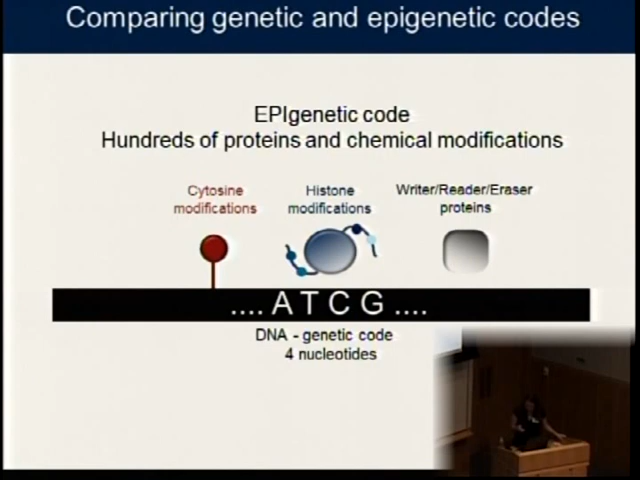 Comparing genetic and epigenetic codes
EPIgenetic code
Hundreds of proteins and chemical modifications
Cytosine
modifications
Histone
modifications
Writer/Reader/Eraser
proteins
.... A T C G ....
DNA - genetic code
4 nucleotides